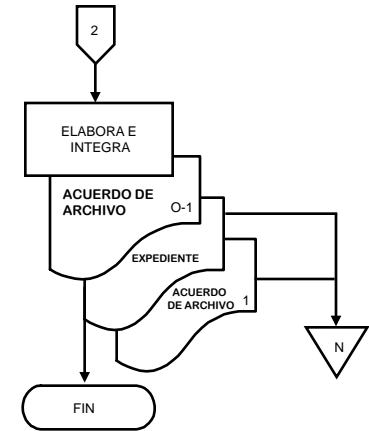 2
ELABORA E
INTEGRA
ACUERDO DE
ARCHIVO
O-1
EXPEDIENTE
ACUERDO
DE ARCHIVO
1
N
FIN